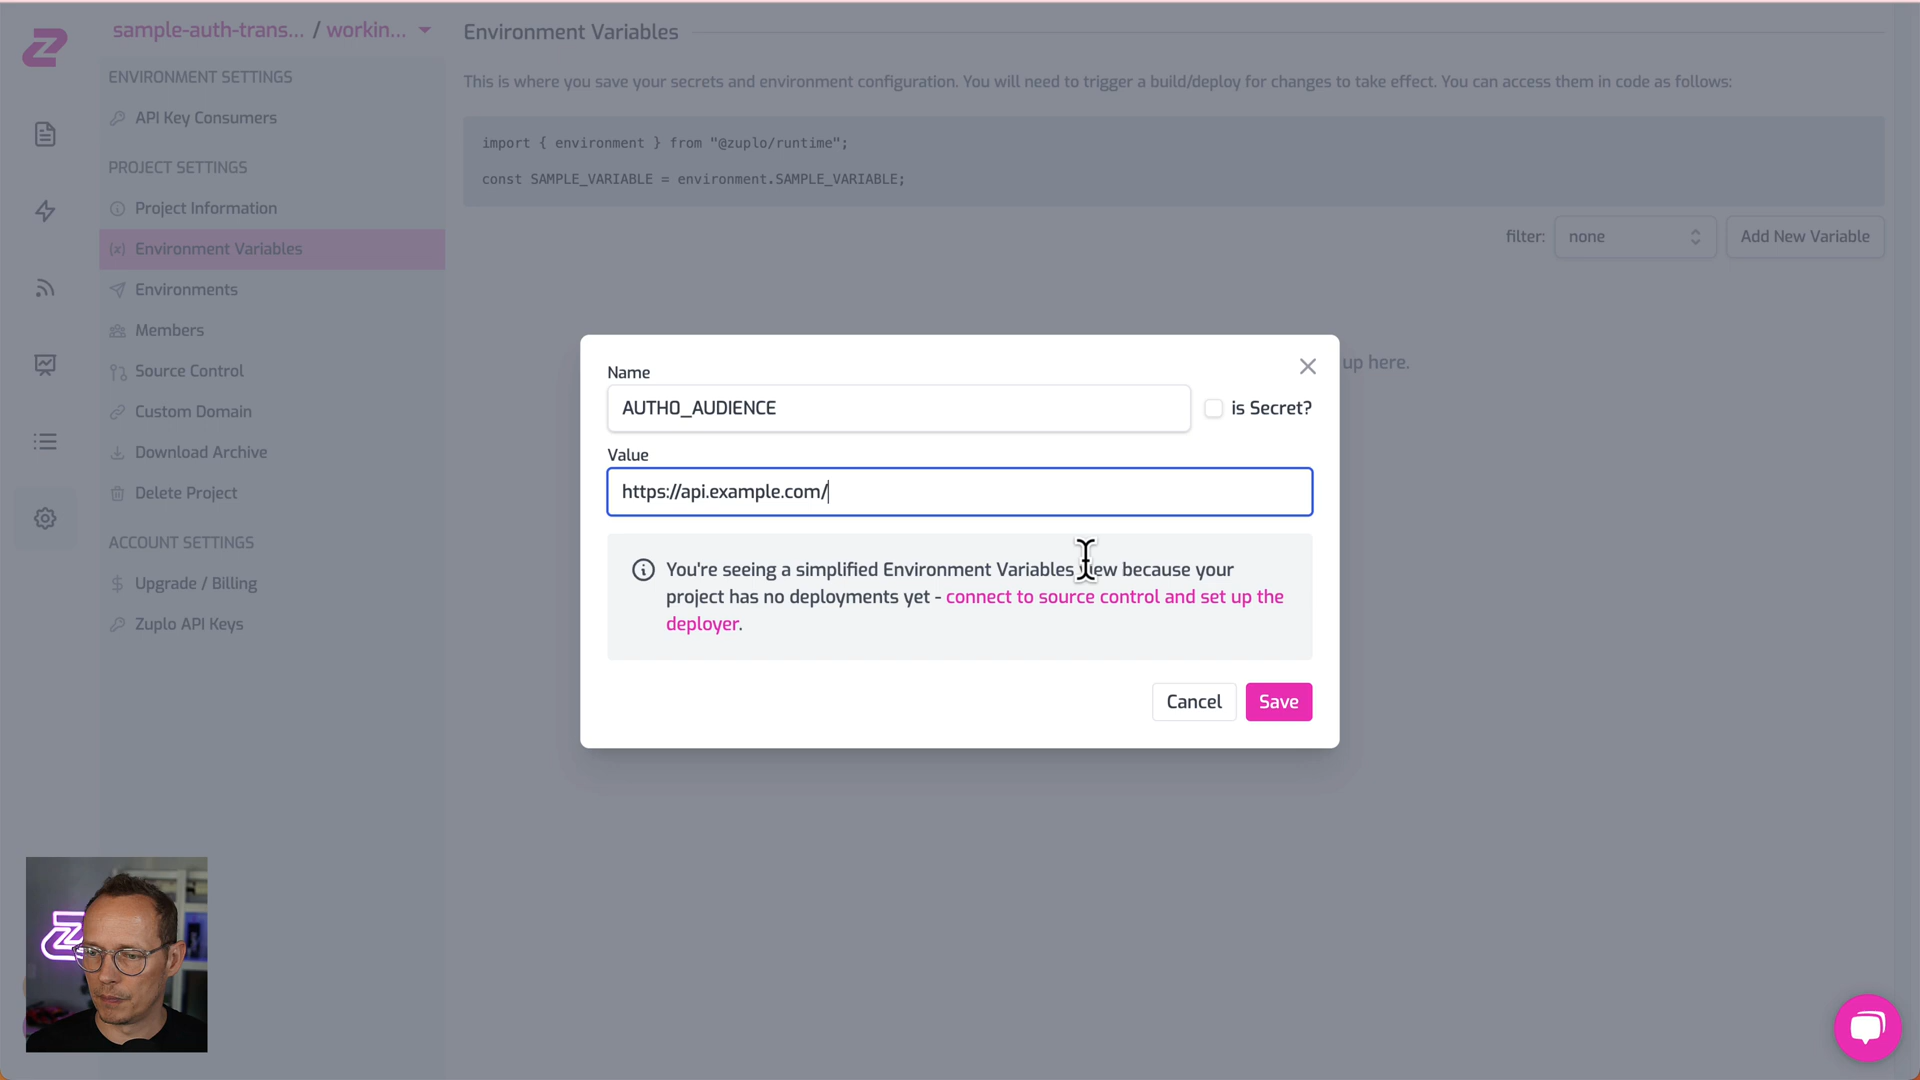 sample-auth-trans... / workin...
ENVIRONMENT SETTINGS
API Key Consumers
PROJECT SETTINGS
Project Information
Environment Variables
Environments
Members
Source Control
Custom Domain
Download Archive
Delete Project
ACCOUNT SETTINGS
Upgrade / Billing
Zuplo API Keys
Environment Variables
This is where you save your secrets and environment configuration. You will need to trigger a build/deploy for changes to take effect. You can access them in code as follows:
import { environment } from "@zuplo/runtime";
const SAMPLE_VARIABLE = environment.SAMPLE_VARIABLE;
filter: none Add New Variable
up here.
Name
AUTH0_AUDIENCE
is Secret?
Value
https://api.example.com/
You're seeing a simplified Environment Variables view because your
project has no deployments yet - connect to source control and set up the
deployer.
Cancel Save